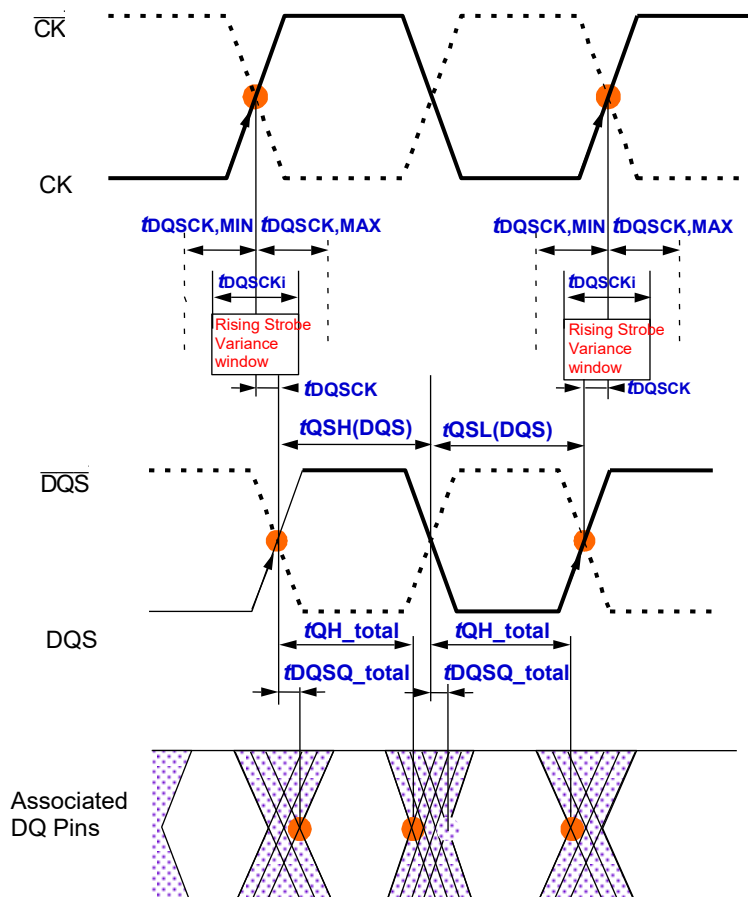 CK
CK
tDQSCK,MIN tDQSCK,MAX
tDQSCK,MIN tDQSCK,MAX
tDQSCKi
tDQSCKi
Rising Strobe
Variance
window
Rising Strobe
Variance
window
tDQSCK
tDQSCK
tQSH(DQS)
tQSL(DQS)
DQS
DQS
tQH_total
tQH_total
tDQSQ_total
tDQSQ_total
Associated
DQ Pins